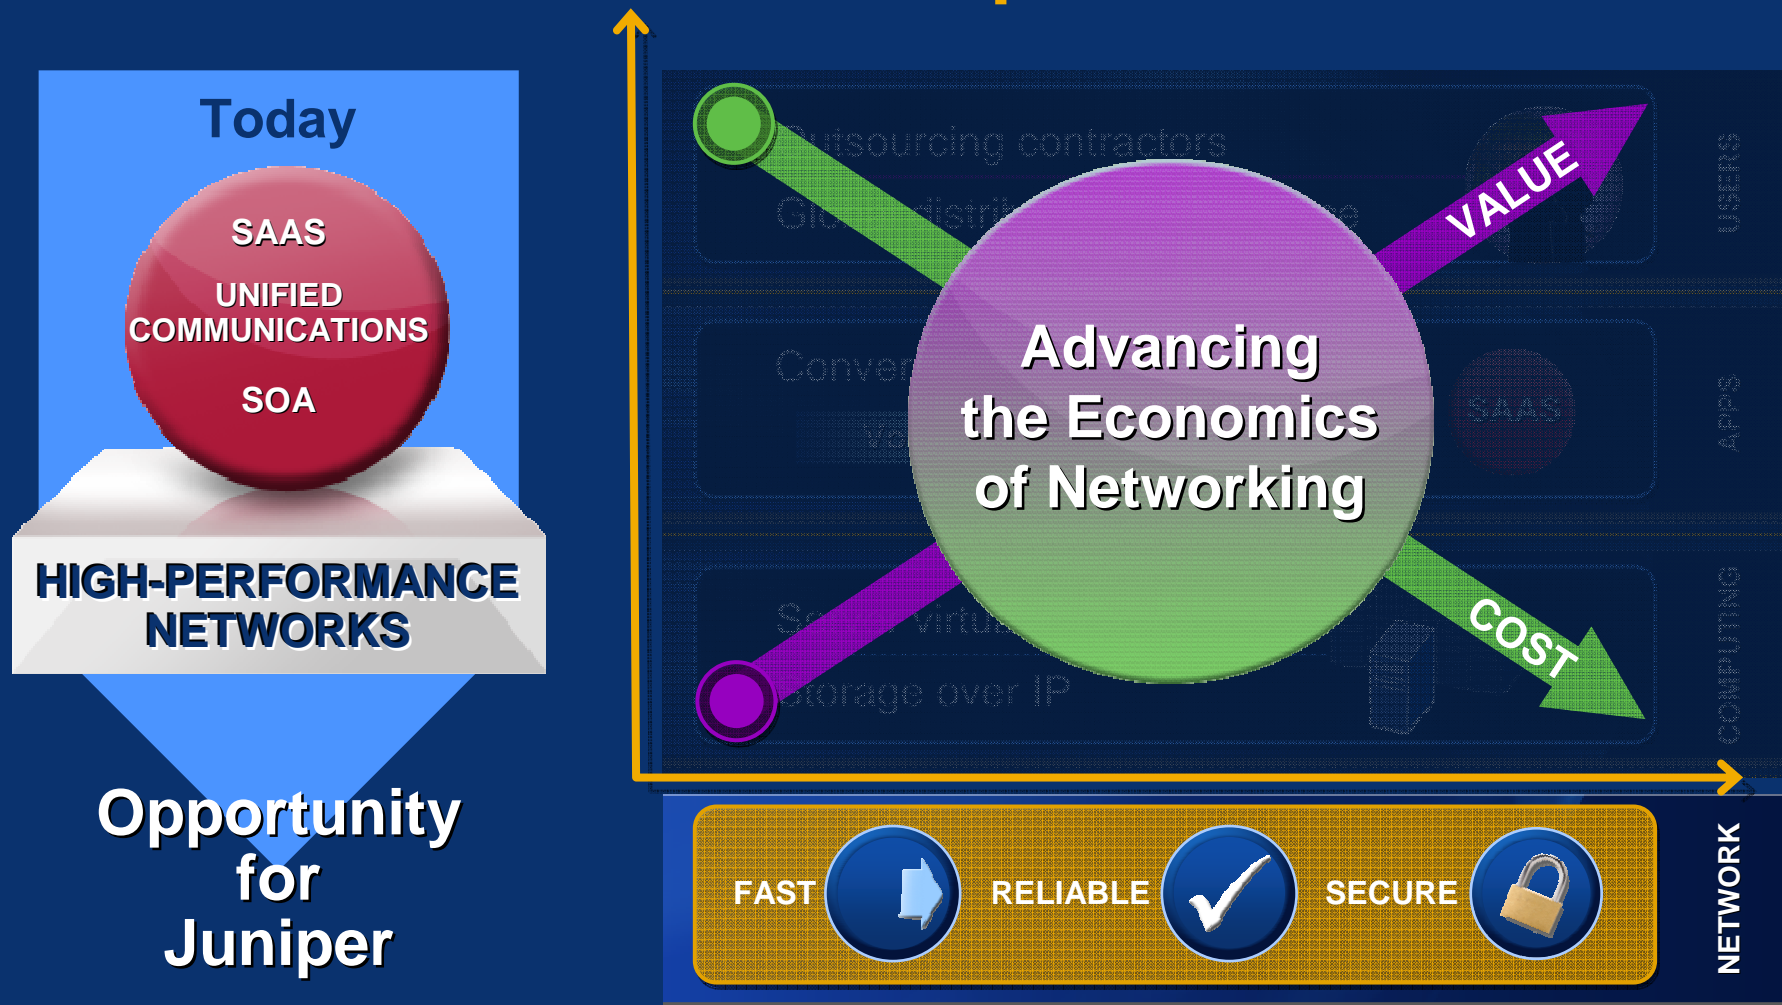 Today
SAAS
UNIFIED
COMMUNICATIONS
SOA
HIGH-PERFORMANCE
NETWORKS
Opportunity
for
Juniper
Outsourcing contractors
USERS
VALUE
Advancing
the Economics
of Networking
SAAS
APPS
COST
Storage over IP
COMPUTING
FAST
RELIABLE
SECURE
NETWORK